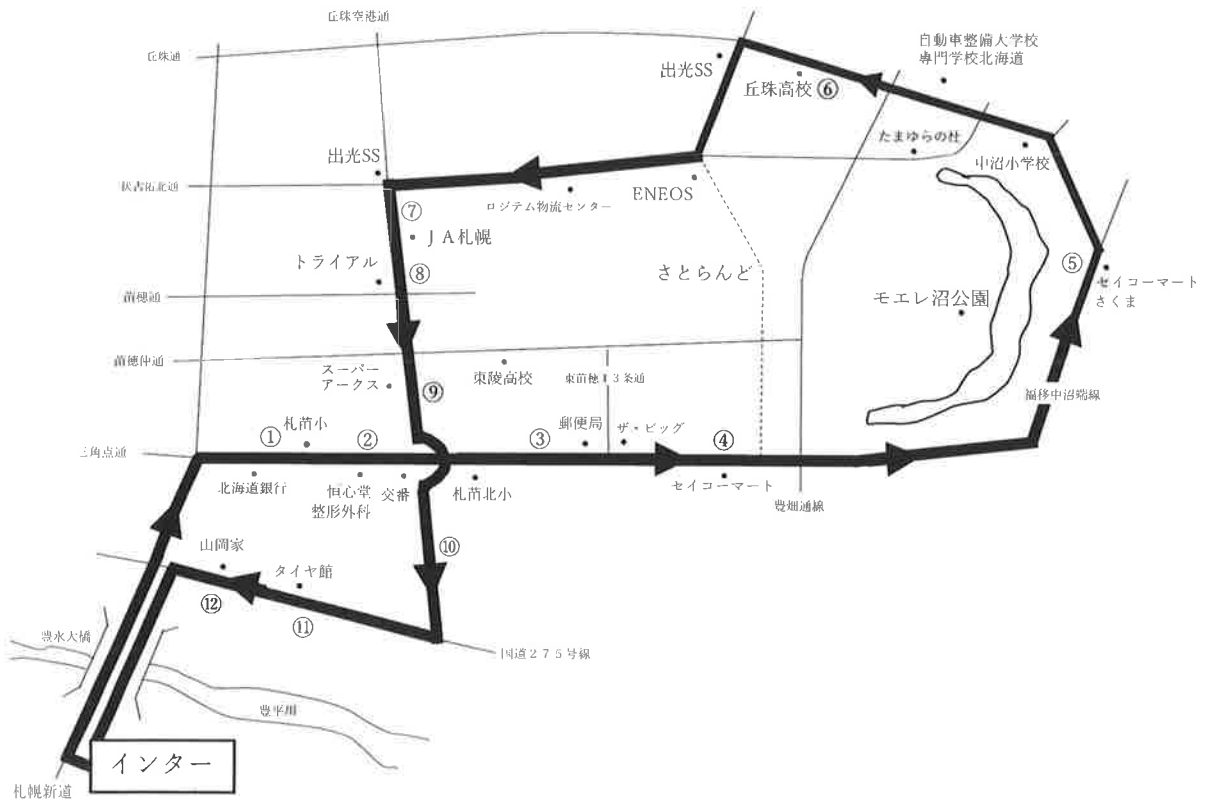 丘珠空港通
丘珠通
自動車整備大学校
専門学校北海道
出光SS
丘珠高校 ⑥
たまゆらの杜
中沼小学校
出光SS
伏古拓北通
ENEOS
ロジテム物流センター
⑦
JA札幌
トライアル
⑧
さとらんど
⑤
セイコーマート
さくま
モエレ沼公園
苗穂通
苗穂仲通
スーパー
アークス
⑨
東陵高校
東苗穂13条通
福移中沼端線
①
札苗小
②
③
郵便局
ザ・ビッグ
④
三角点通
北海道銀行
恒心堂
整形外科
交番
札苗北小
セイコーマート
豊畑通線
山岡家
タイヤ館
⑩
⑫
⑪
豊水大橋
国道275号線
豊平川
インター
札幌新道